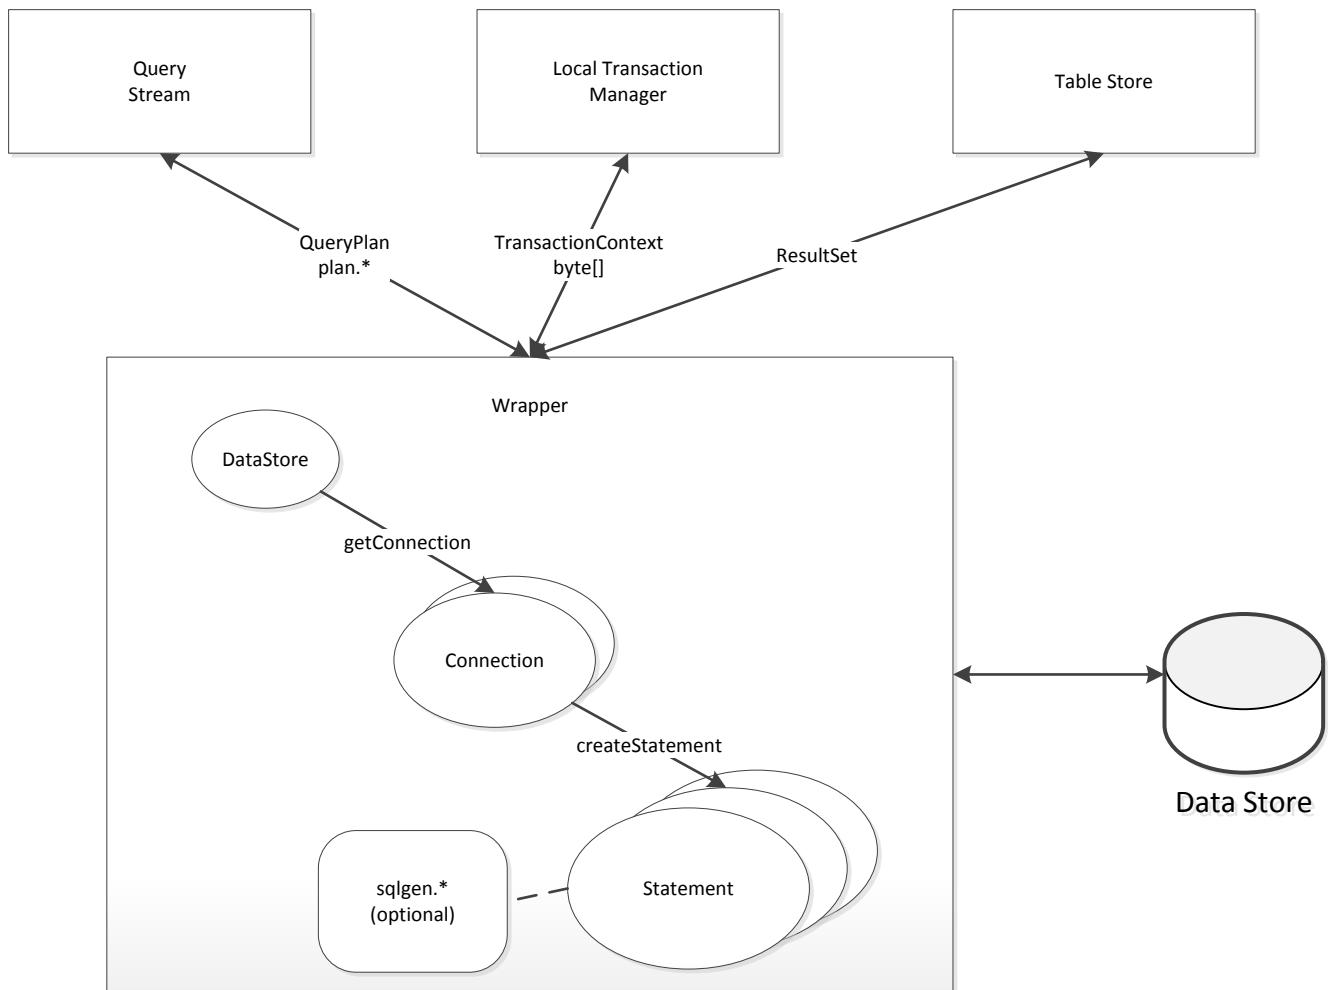 Query
Stream
Local Transaction
Manager
Table Store
QueryPlan
plan.*
TransactionContext
byte[]
ResultSet
Wrapper
DataStore
getConnection
Connection
createStatement
Data Store
sqlgen.*
(optional)
Statement